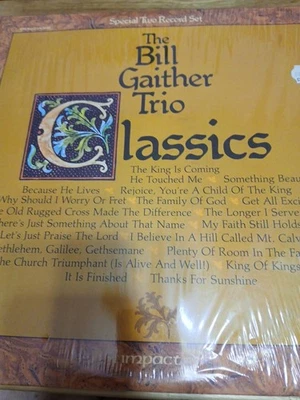 Special Two Record Set
The
Bill
Gaither
Trio
Classics
The King Is Coming
He Touched Me Something Beau
Because He Lives Rejoice, You're A Child Of The King
Why Should I Worry Or Fret The Family Of God Get All Exci
e Old Rugged Cross Made The Difference The Longer I Serve
here's Just Something About That Name My Faith Still Holds
Let's Just Praise The Lord I Believe In A Hill Called Mt. Calv
ethlehem, Galilee, Gethsemane Plenty Of Room In The Fa
he Church Triumphant (Is Alive And Well!) King Of Kings
It Is Finished Thanks For Sunshine
impact